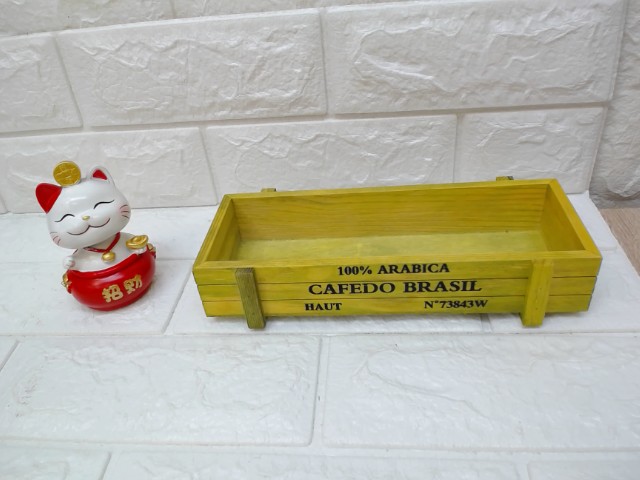 招财
100% ARABICA
CAFEDO BRASIL
HAUT N°73843W